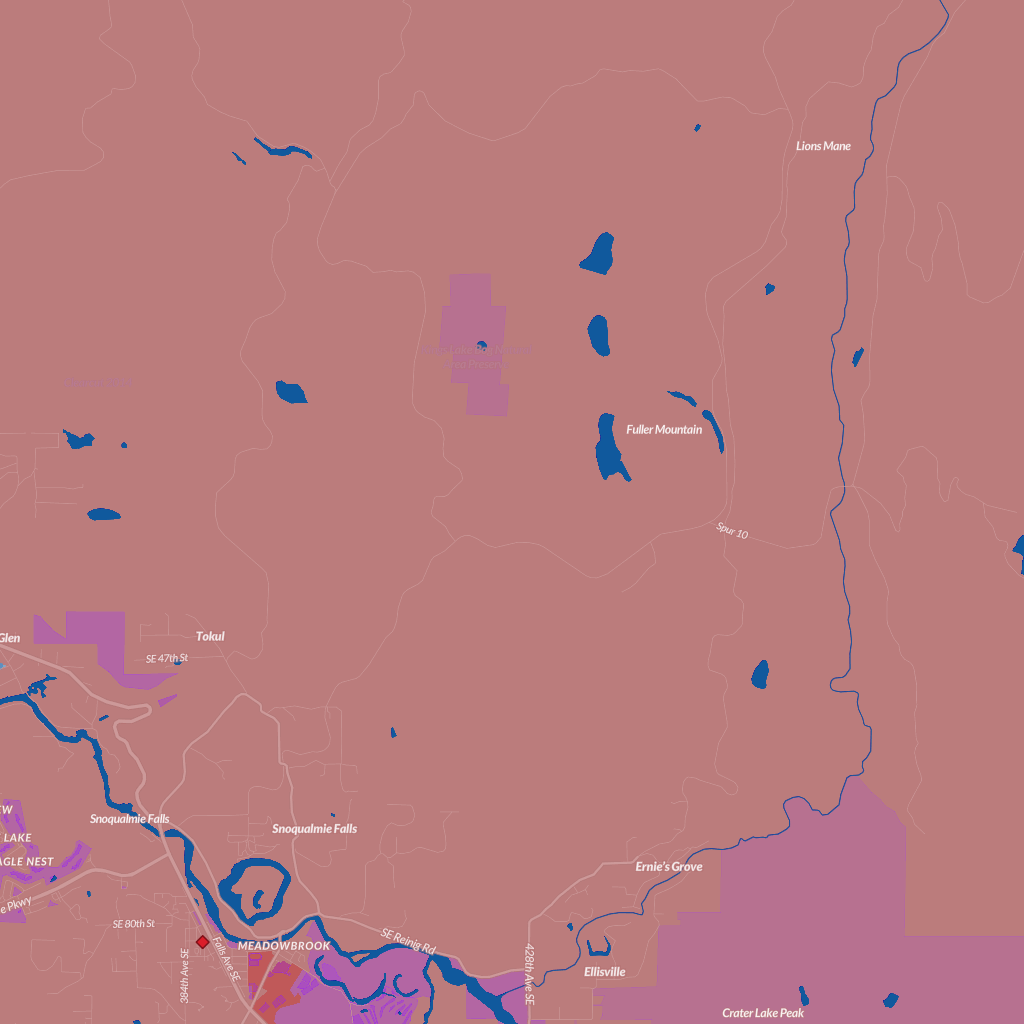 Lions Mane
Fuller Mountain
Spur 10
Glen
Tokul
SE 47th St
EW
LAKE
AGLE NEST
e Pkwy
Snoqualmie Falls
Snoqualmie Falls
Ernie's Grove
SE 80th St
384th Ave SE
Falls Ave SE
MEADOWBROOK
SE Reinig Rd
428th Ave SE
Ellisville
Crater Lake Peak